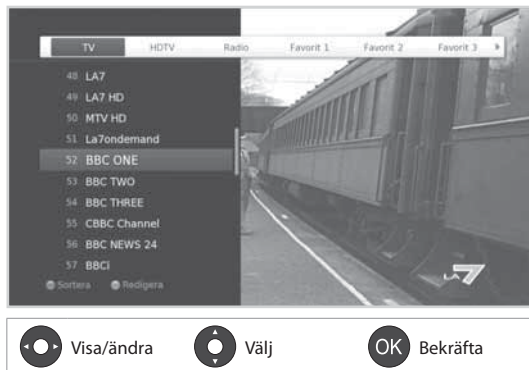 TV HDTV Radio Favorit 1 Favorit 2 Favorit 3
48 LA7
49 LA7 HD
50 MTV HD
51 La7ondemand
52 BBC ONE
53 BBC TWO
54 BBC THREE
55 CBBC Channel
56 BBC NEWS 24
57 BBCi
Sortera Redigera
LA 7
Visa/ändra Välj OK Bekräfta